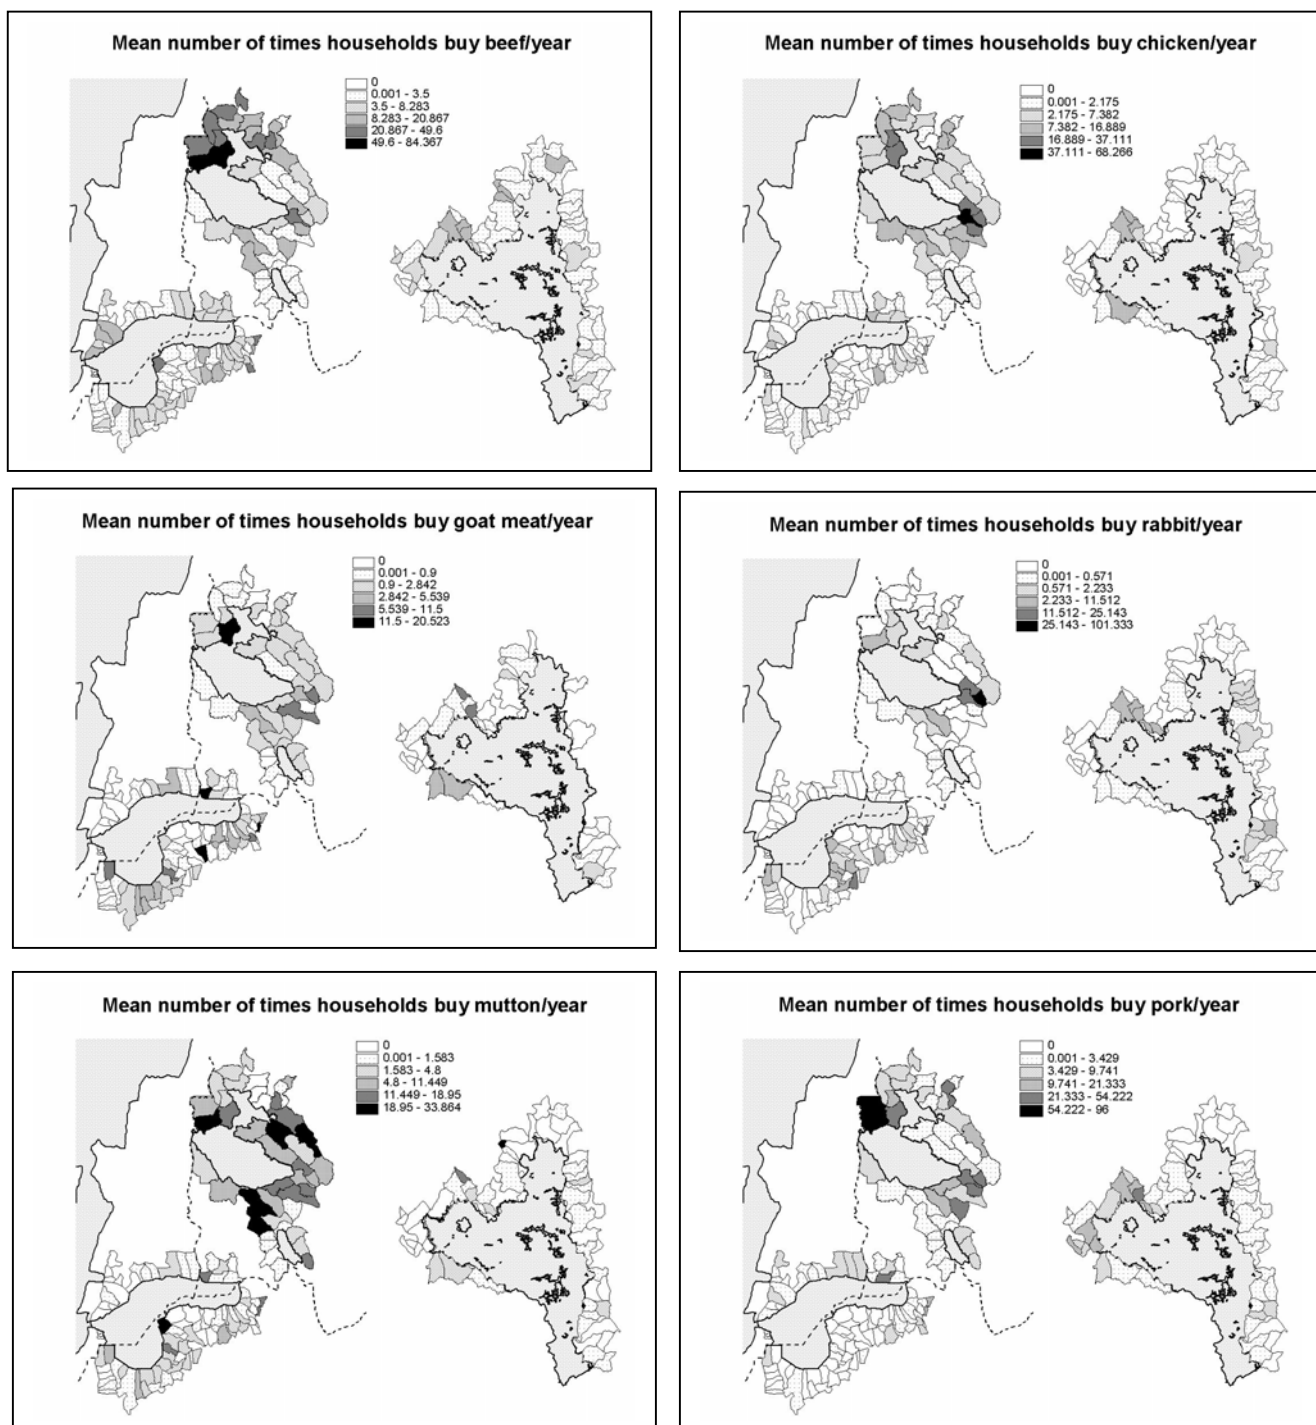 Mean number of times households buy beef/year
0
0.001 - 3.5
3.5 - 8.283
8.283 - 20.867
20.867 - 49.6
49.6 - 84.367
Mean number of times households buy chicken/year
0
0.001 - 2.175
2.175 - 7.382
7.382 - 16.889
16.889 - 37.111
37.111 - 68.266
Mean number of times households buy goat meat/year
0
0.001 - 0.9
0.9 - 2.842
2.842 - 5.539
5.539 - 11.5
11.5 - 20.523
Mean number of times households buy rabbit/year
0
0.001 - 0.571
0.571 - 2.233
2.233 - 11.512
11.512 - 25.143
25.143 - 101.333
Mean number of times households buy mutton/year
0
0.001 - 1.583
1.583 - 4.8
4.8 - 11.449
11.449 - 18.95
18.95 - 33.864
Mean number of times households buy pork/year
0
0.001 - 3.429
3.429 - 9.741
9.741 - 21.333
21.333 - 54.222
54.222 - 96